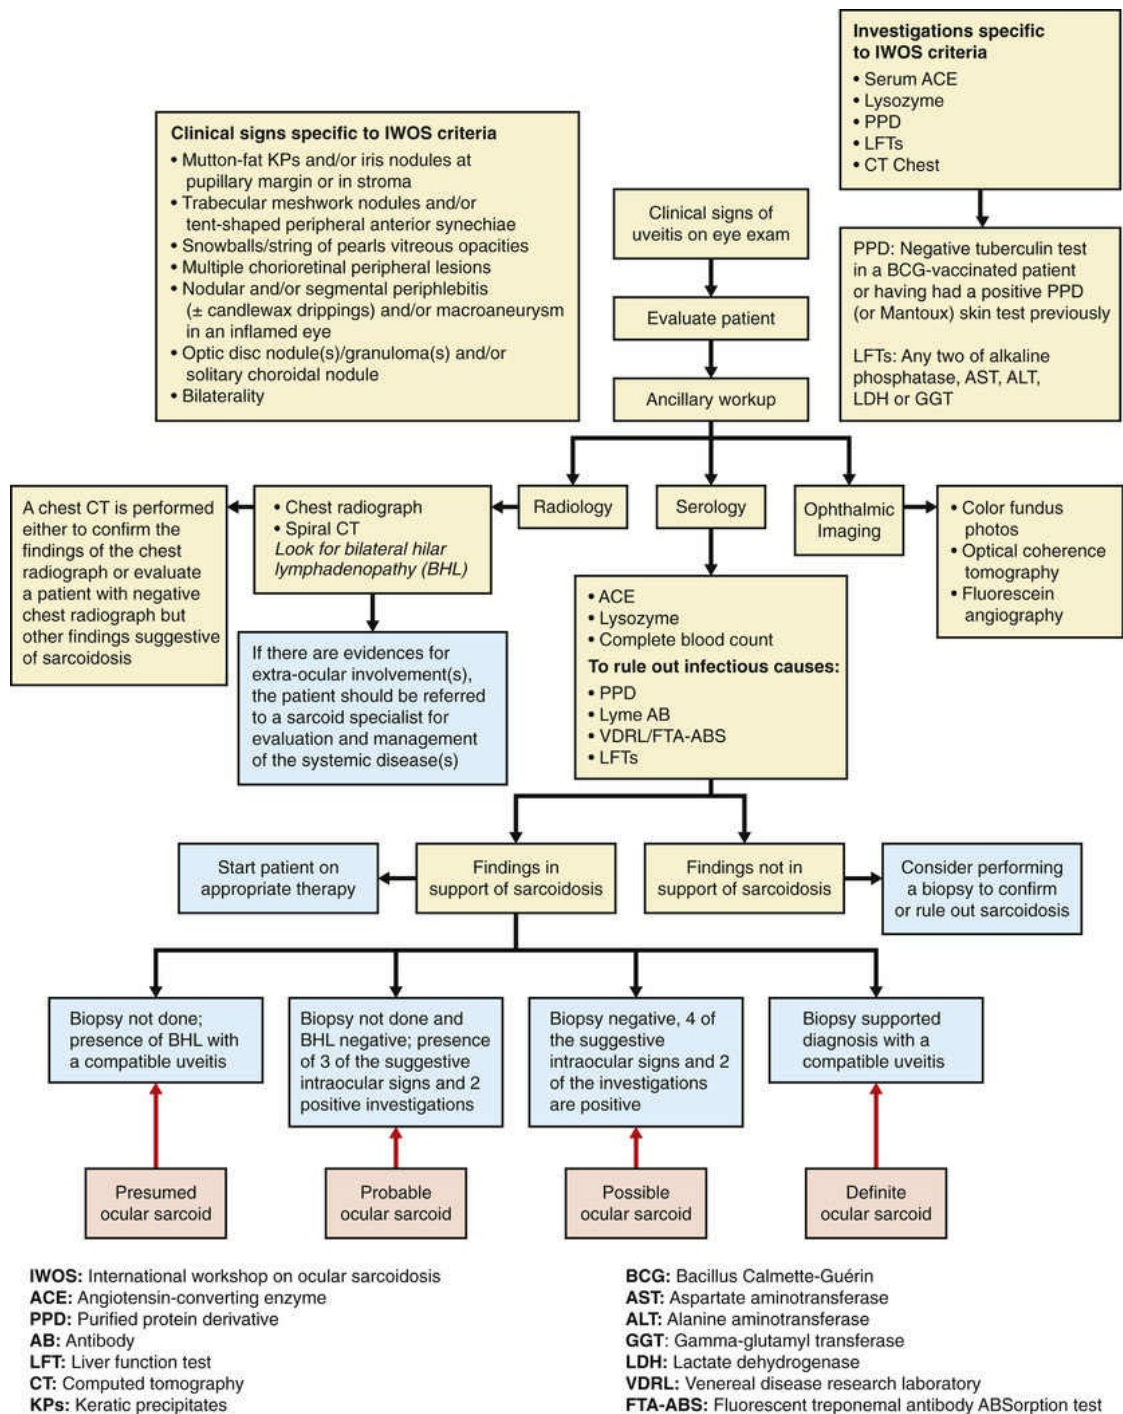 Investigations specific
to IWOS criteria
• Serum ACE
• Lysozyme
• PPD
• LFTs
• CT Chest
Clinical signs specific to IWOS criteria
• Mutton-fat KPs and/or iris nodules at
pupillary margin or in stroma
• Trabecular meshwork nodules and/or
tent-shaped peripheral anterior synechiae
• Snowballs/string of pearls vitreous opacities
• Multiple chorioretinal peripheral lesions
• Nodular and/or segmental periphlebitis
(± candlewax drippings) and/or macroaneurysm
in an inflamed eye
• Optic disc nodule(s)/granuloma(s) and/or
solitary choroidal nodule
• Bilaterality
Clinical signs of
uveitis on eye exam
Evaluate patient
Ancillary workup
PPD: Negative tuberculin test
in a BCG-vaccinated patient
or having had a positive PPD
(or Mantoux) skin test previously
LFTs: Any two of alkaline
phosphatase, AST, ALT,
LDH or GGT
A chest CT is performed
either to confirm the
findings of the chest
radiograph or evaluate
a patient with negative
chest radiograph but
other findings suggestive
of sarcoidosis
• Chest radiograph
• Spiral CT
Look for bilateral hilar
lymphadenopathy (BHL)
Radiology
Serology
Ophthalmic
Imaging
• Color fundus
photos
• Optical coherence
tomography
• Fluorescein
angiography
If there are evidences for
extra-ocular involvement(s),
the patient should be referred
to a sarcoid specialist for
evaluation and management
of the systemic disease(s)
• ACE
• Lysozyme
• Complete blood count
To rule out infectious causes:
• PPD
• Lyme AB
• VDRL/FTA-ABS
• LFTs
Start patient on
appropriate therapy
Findings in
support of sarcoidosis
Findings not in
support of sarcoidosis
Consider performing
a biopsy to confirm
or rule out sarcoidosis
Biopsy not done;
presence of BHL with
a compatible uveitis
Biopsy not done and
BHL negative; presence
of 3 of the suggestive
intraocular signs and 2
positive investigations
Biopsy negative, 4 of
the suggestive
intraocular signs and 2
of the investigations
are positive
Biopsy supported
diagnosis with a
compatible uveitis
Presumed
ocular sarcoid
Probable
ocular sarcoid
Possible
ocular sarcoid
Definite
ocular sarcoid
IWOS: International workshop on ocular sarcoidosis
ACE: Angiotensin-converting enzyme
PPD: Purified protein derivative
AB: Antibody
LFT: Liver function test
CT: Computed tomography
KPs: Keratic precipitates
BCG: Bacillus Calmette-Guérin
AST: Aspartate aminotransferase
ALT: Alanine aminotransferase
GGT: Gamma-glutamyl transferase
LDH: Lactate dehydrogenase
VDRL: Venereal disease research laboratory
FTA-ABS: Fluorescent treponemal antibody ABSorption test